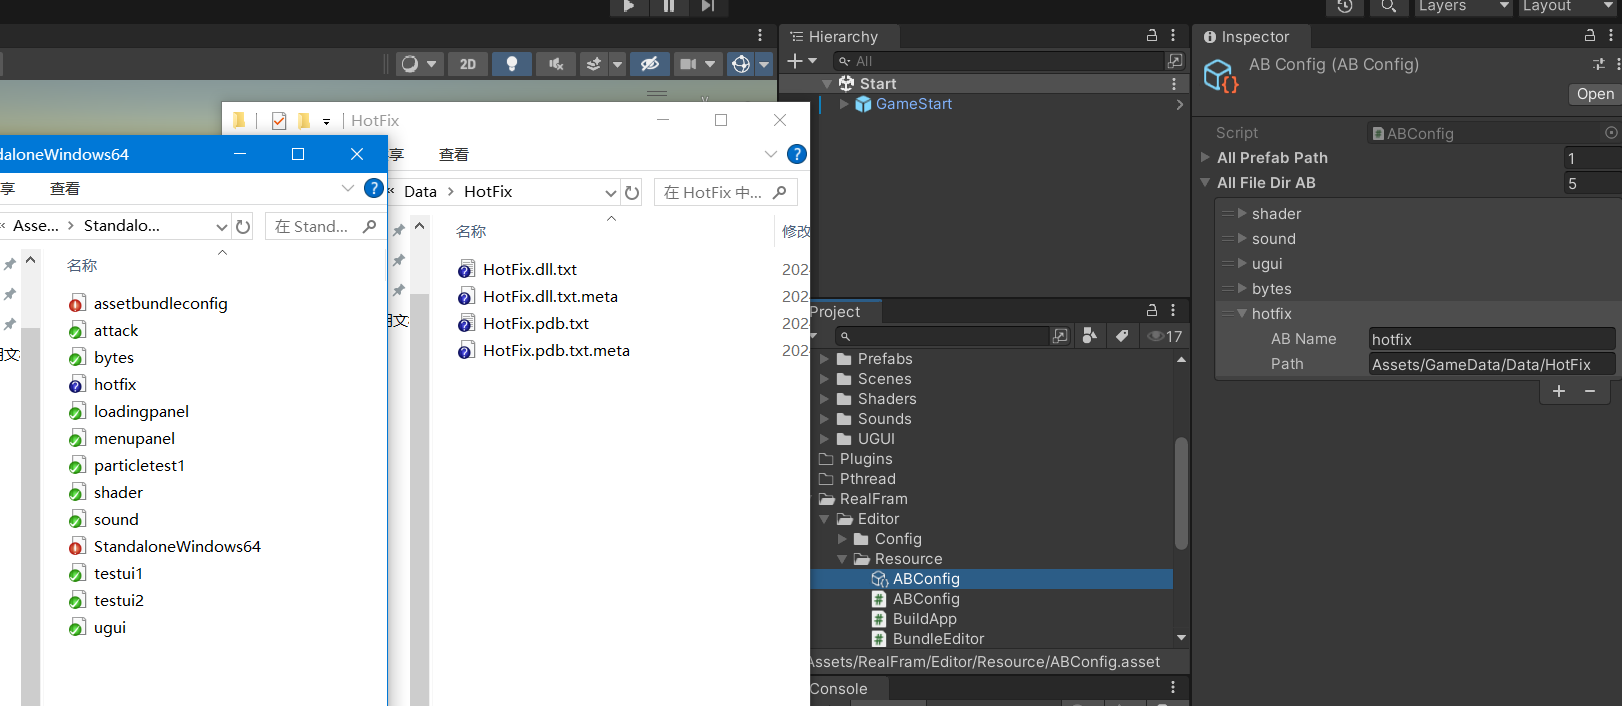 Layers
Layout
2D
Hierarchy
All
Start
GameStart
Inspector
AB Config (AB Config)
Open
Script
ABConfig
All Prefab Path
1
All File Dir AB
5
shader
sound
ugui
bytes
hotfix
AB Name
hotfix
Path
Assets/GameData/Data/HotFix
HotFix
享
查看
Data > HotFix
在 HotFix 中...
名称
修改
HotFix.dll.txt
202
HotFix.dll.txt.meta
202
HotFix.pdb.txt
202
HotFix.pdb.txt.meta
202
daloneWindows64
享
查看
« Asse... > Standalo...
在 Stand...
名称
assetbundleconfig
attack
bytes
hotfix
loadingpanel
menupanel
particletest1
shader
sound
StandaloneWindows64
testui1
testui2
ugui
Project
17
Prefabs
Scenes
Shaders
Sounds
UGUI
Plugins
Pthread
RealFram
Editor
Config
Resource
ABConfig
ABConfig
BuildApp
BundleEditor
Assets/RealFram/Editor/Resource/ABConfig.asset
Console